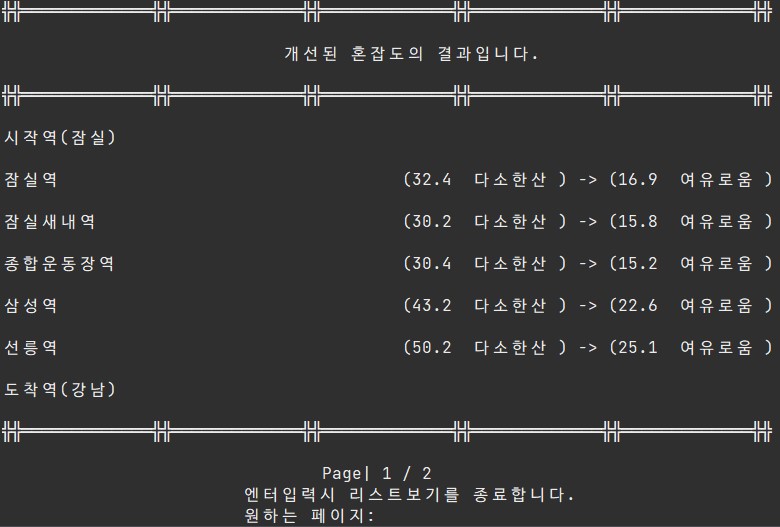 개선된 혼잡도의 결과입니다.
시작역(잠실)
잠실역 (32.4 다소한산 ) -> (16.9 여유로움 )
잠실새내역 (30.2 다소한산 ) -> (15.8 여유로움 )
종합운동장역 (30.4 다소한산 ) -> (15.2 여유로움 )
삼성역 (43.2 다소한산 ) -> (22.6 여유로움 )
선릉역 (50.2 다소한산 ) -> (25.1 여유로움 )
도착역(강남)
Page| 1 / 2
엔터입력시 리스트보기를 종료합니다.
원하는 페이지: